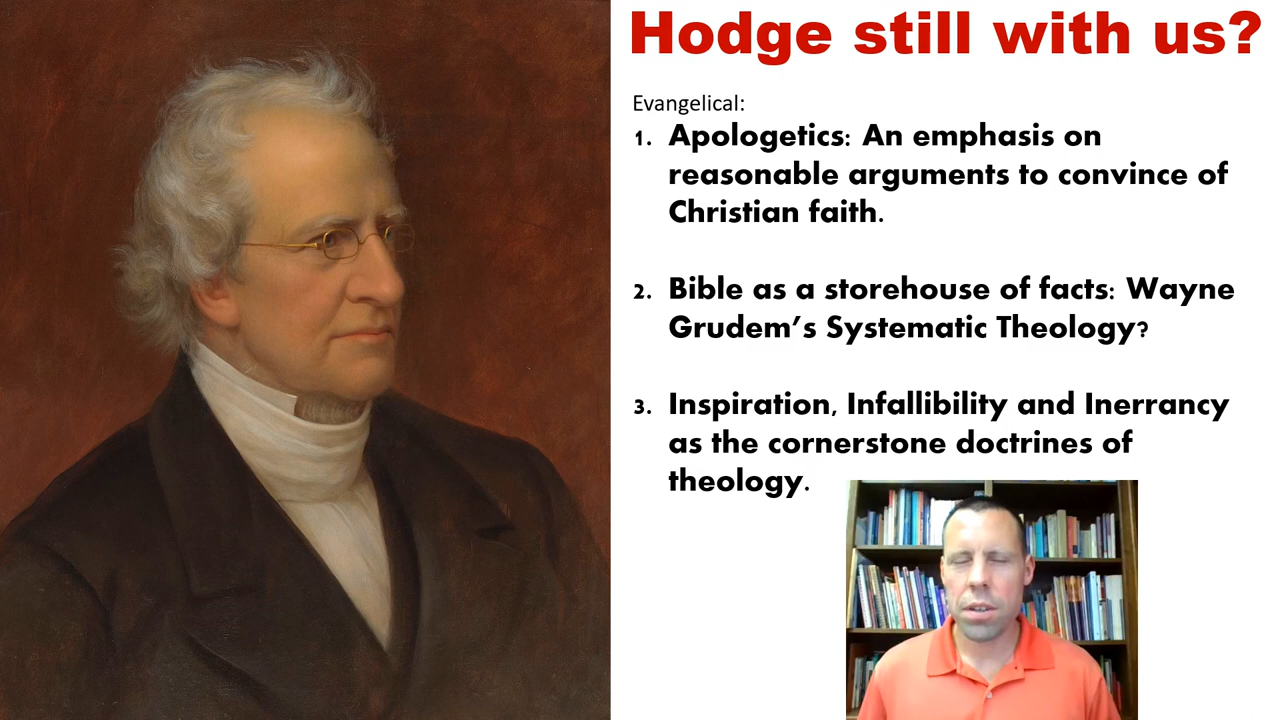 Hodge still with us?
Evangelical:
1. Apologetics: An emphasis on
reasonable arguments to convince of
Christian faith.
2. Bible as a storehouse of facts: Wayne
Grudem’s Systematic Theology?
3. Inspiration, Infallibility and Inerrancy
as the cornerstone doctrines of
theology.